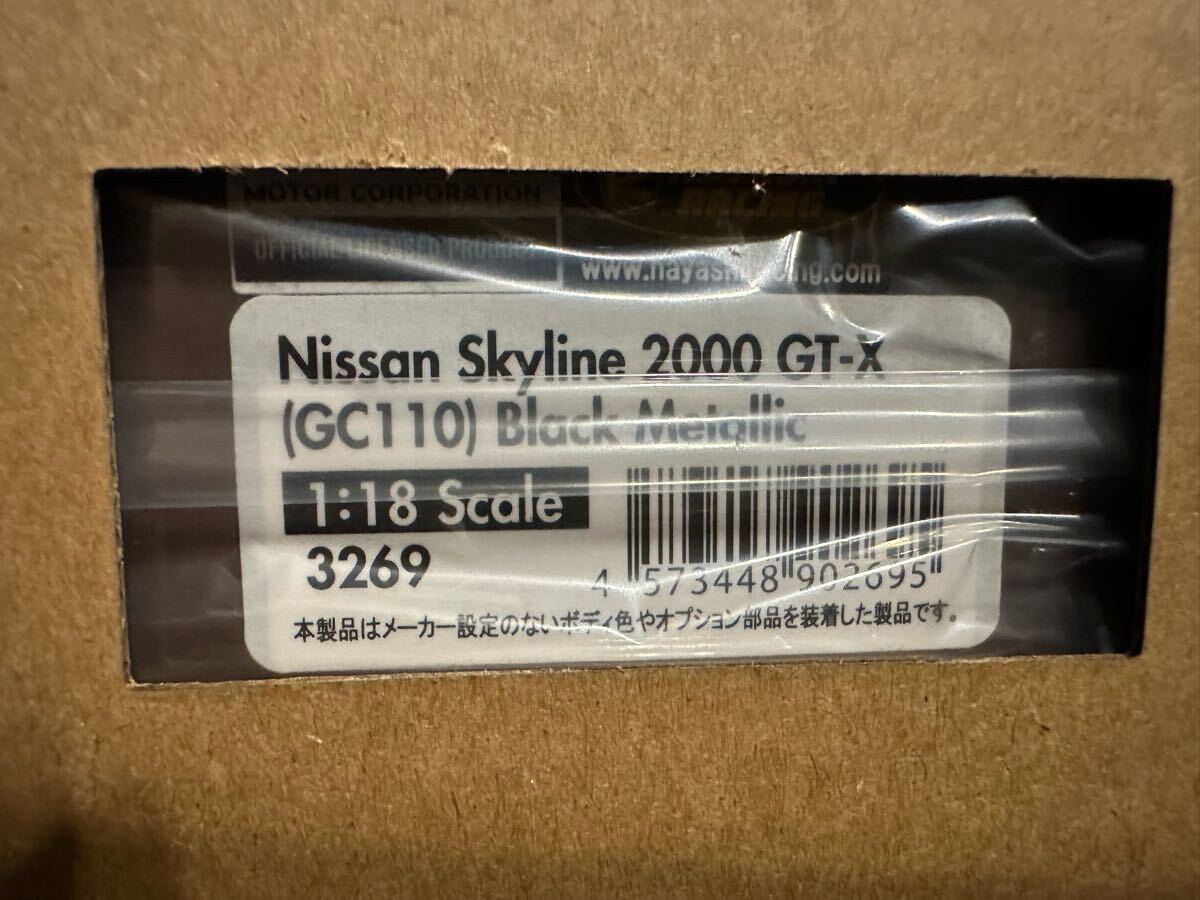 MOTOR CORPORATION
OFFICIAL LICENSED PRODUCT
RACING
www.hayashiracing.com
Nissan Skyline 2000 GT-X
(GC110) Black Metallic
1:18 Scale
3269
4 573448 902695
本製品はメーカー設定のないボディ色やオプション部品を装着した製品です。